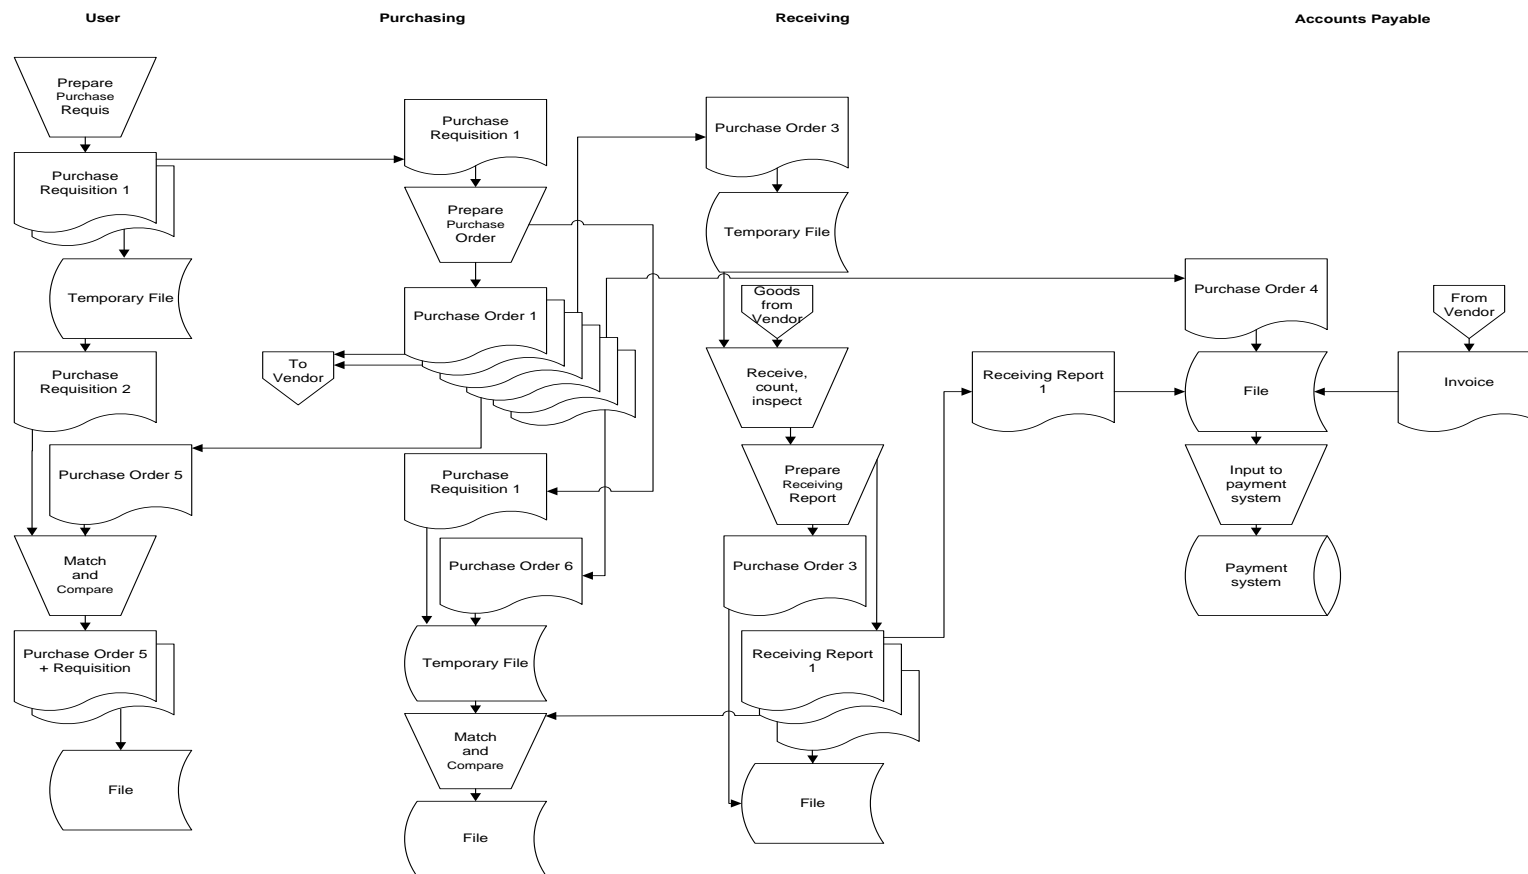 User
Purchasing
Receiving
Accounts Payable
Prepare
Purchase
Requis
Purchase
Requisition 1
Temporary File
Purchase
Requisition 2
Purchase Order 5
Match
and
Compare
Purchase Order 5
+ Requisition
File
Purchase
Requisition 1
Prepare
Purchase
Order
Purchase Order 1
To
Vendor
Purchase
Requisition 1
Purchase Order 6
Temporary File
Match
and
Compare
File
Purchase Order 3
Temporary File
Goods
from
Vendor
Receive,
count,
inspect
Prepare
Receiving
Report
Purchase Order 3
Receiving Report
1
File
Receiving Report
1
Purchase Order 4
From
Vendor
File
Invoice
Input to
payment
system
Payment
system